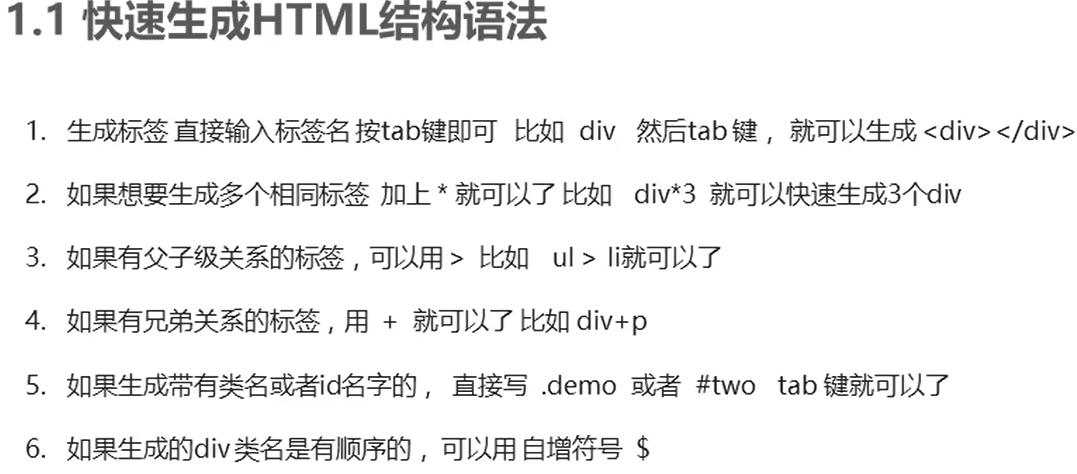 1.1 快速生成HTML结构语法
1. 生成标签 直接输入标签名 按tab键即可 比如 div 然后tab 键， 就可以生成 <div></div>
2. 如果想要生成多个相同标签 加上 * 就可以了 比如 div*3 就可以快速生成3个div
3. 如果有父子级关系的标签，可以用 > 比如 ul > li就可以了
4. 如果有兄弟关系的标签，用 + 就可以了 比如 div+p
5. 如果生成带有类名或者id名字的， 直接写 .demo 或者 #two tab 键就可以了
6. 如果生成的div 类名是有顺序的， 可以用 自增符号 $